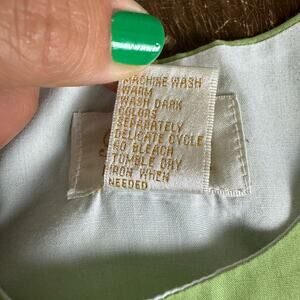 MACHINE WASH
WARM
WASH DARK
COLORS
SEPARATELY
DELICATE CYCLE
NO BLEACH
TUMBLE DRY
IRON WHEN
NEEDED